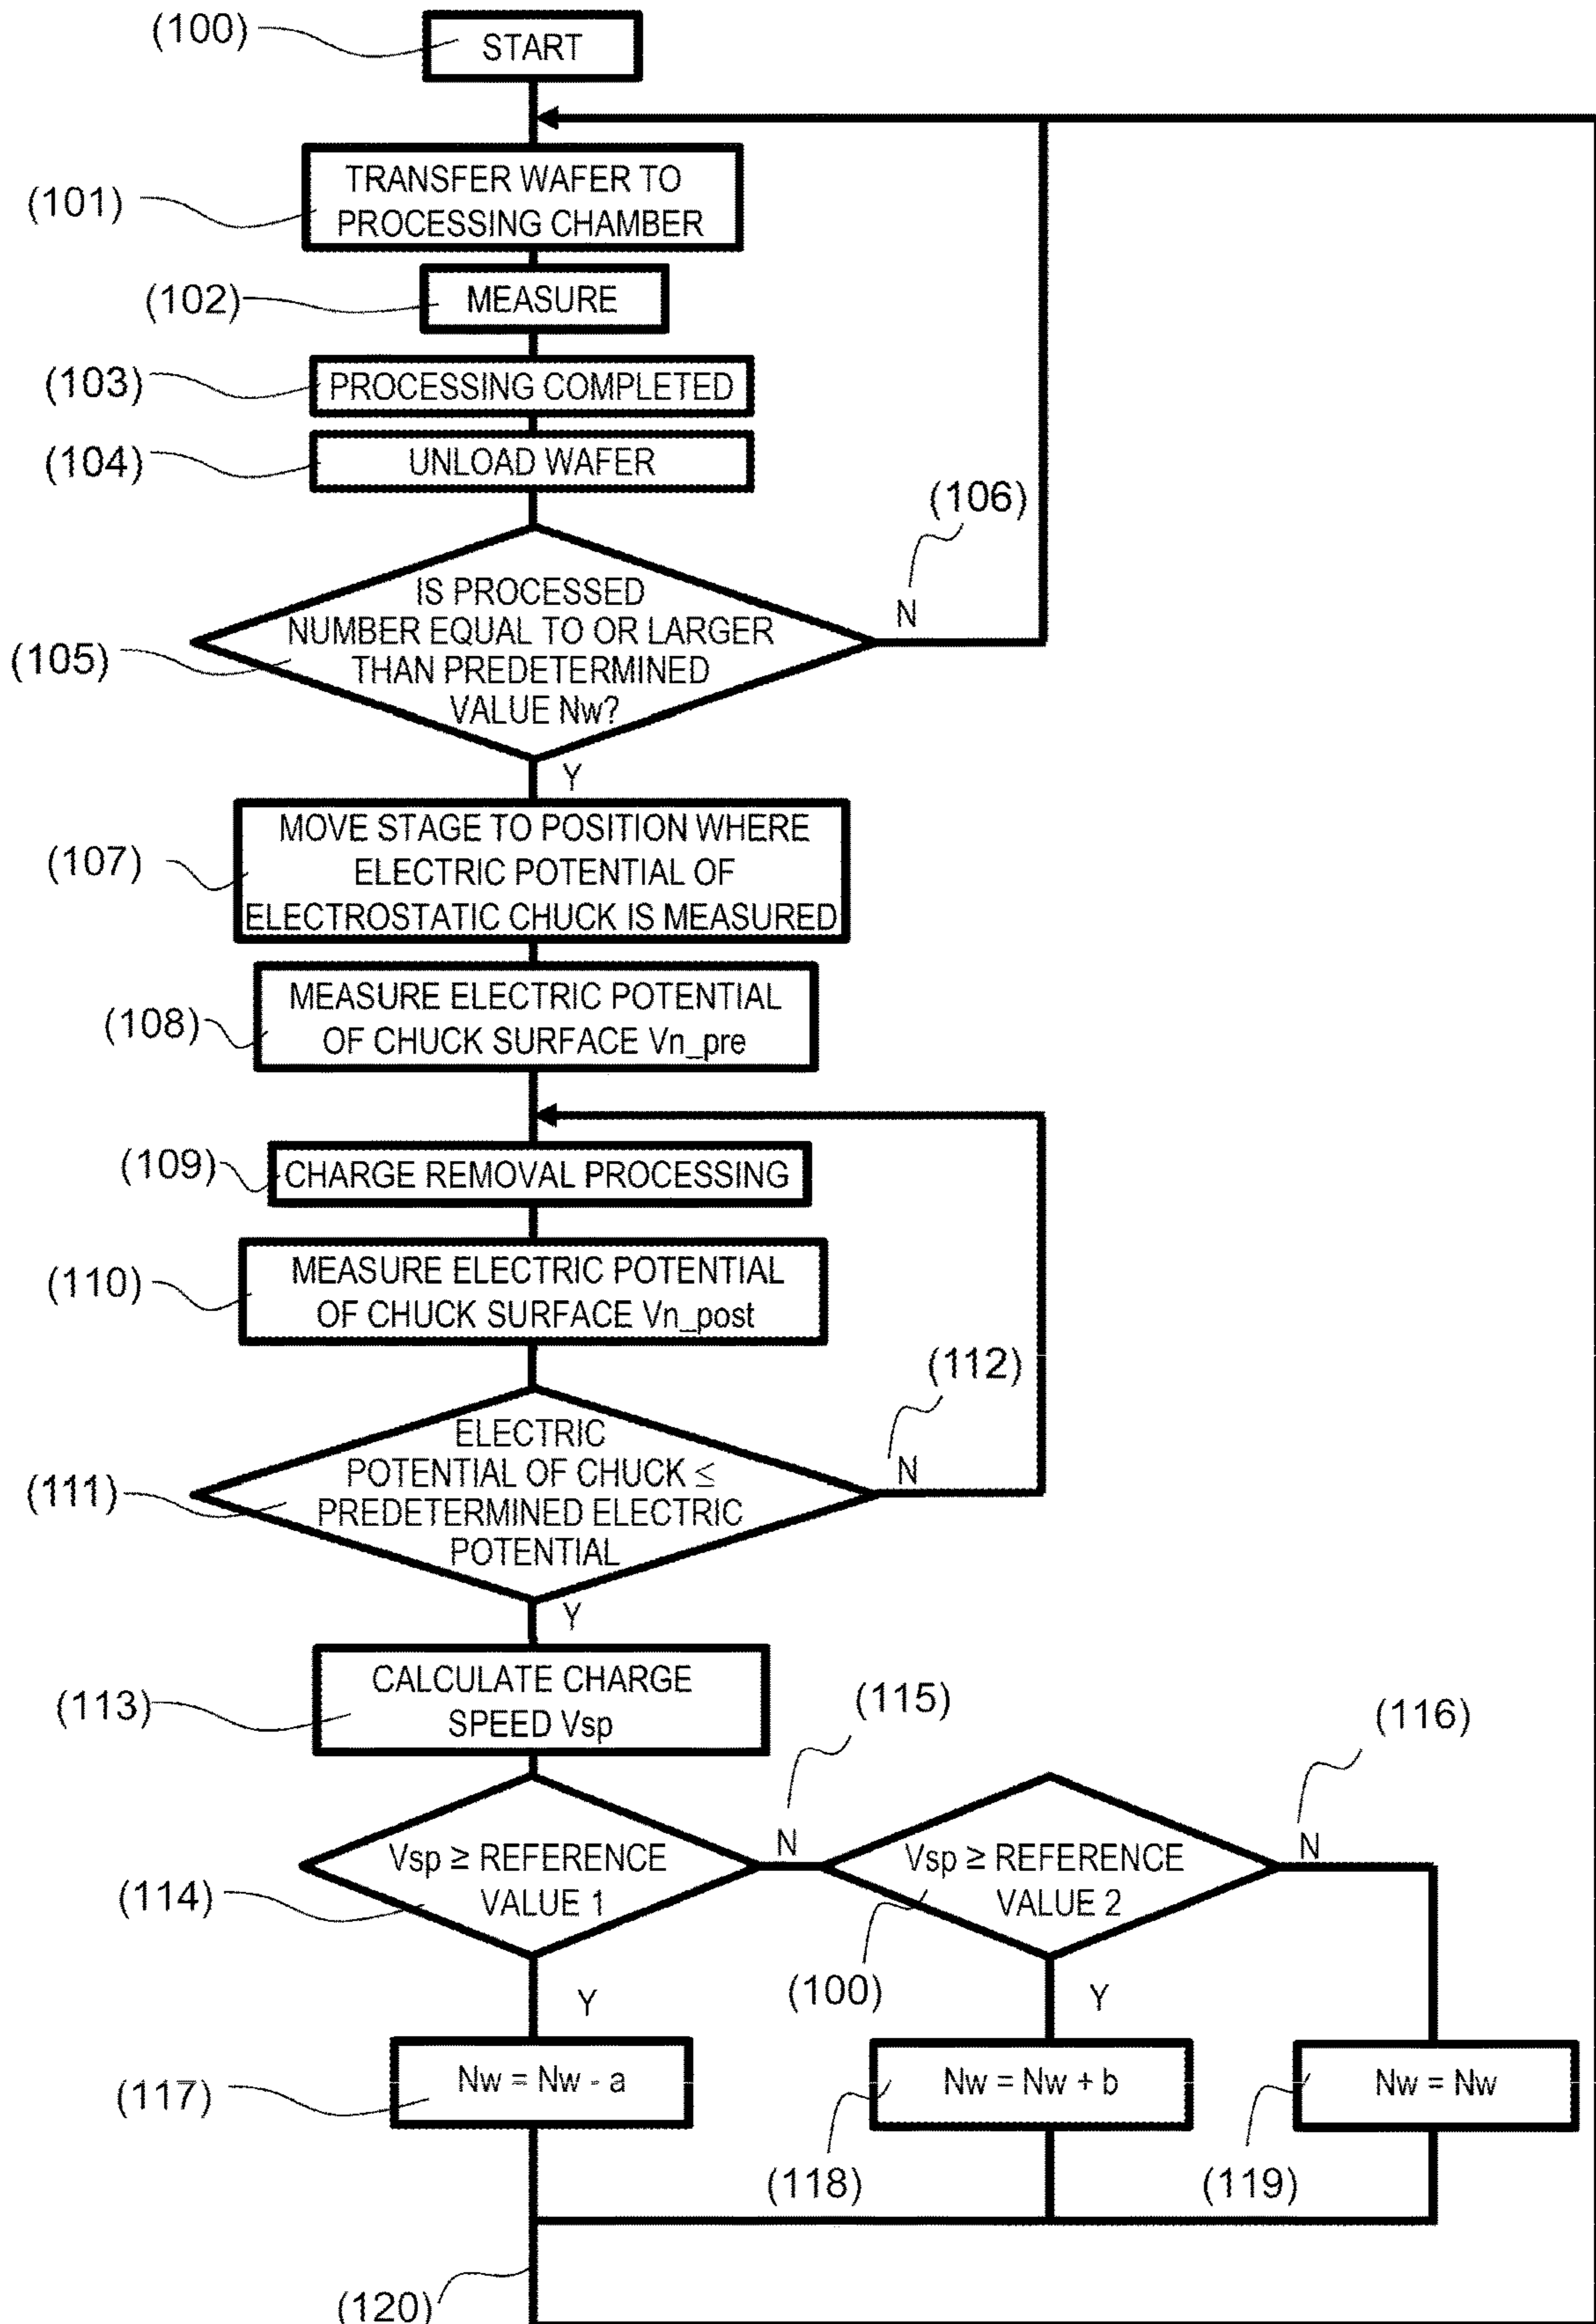 (100)
START
(101)
TRANSFER WAFER TO
PROCESSING CHAMBER
(102)
MEASURE
(103)
PROCESSING COMPLETED
(104)
UNLOAD WAFER
(106)
N
(105)
IS PROCESSED
NUMBER EQUAL TO OR LARGER
THAN PREDETERMINED
VALUE Nw?
Y
(107)
MOVE STAGE TO POSITION WHERE
ELECTRIC POTENTIAL OF
ELECTROSTATIC CHUCK IS MEASURED
(108)
MEASURE ELECTRIC POTENTIAL
OF CHUCK SURFACE Vn_pre
(109)
CHARGE REMOVAL PROCESSING
(110)
MEASURE ELECTRIC POTENTIAL
OF CHUCK SURFACE Vn_post
(112)
N
(111)
ELECTRIC
POTENTIAL OF CHUCK ≤
PREDETERMINED ELECTRIC
POTENTIAL
Y
(113)
CALCULATE CHARGE
SPEED Vsp
(115)
(116)
N
N
(114)
Vsp ≥ REFERENCE
VALUE 1
Vsp ≥ REFERENCE
VALUE 2
(100)
Y
Y
(117)
Nw = Nw - a
Nw = Nw + b
Nw = Nw
(118)
(119)
(120)